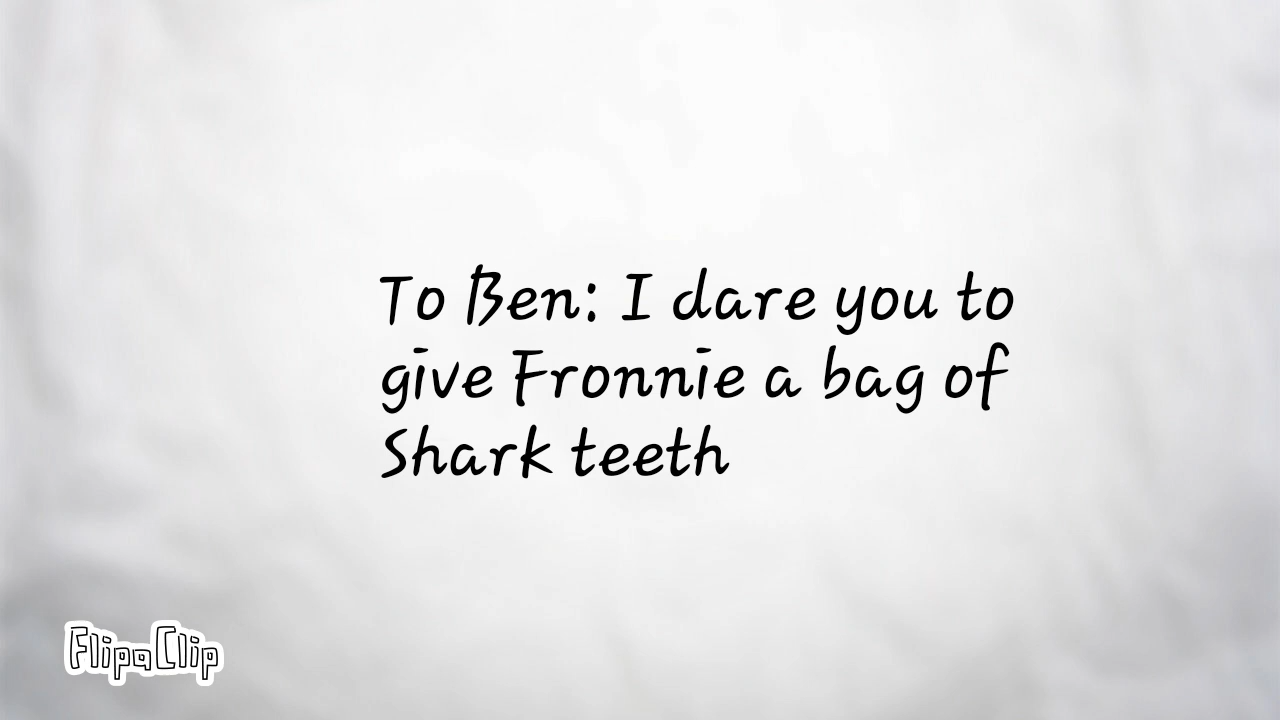 To Ben: I dare you to
give Fronnie a bag of
Shark teeth
FlipaClip